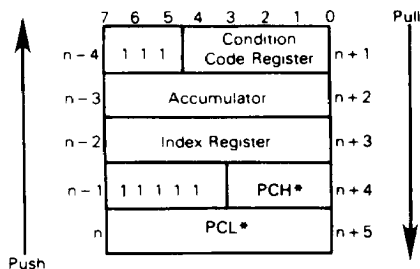 7 6 5 4 3 2 1 0
Pull
n – 4 1 1 1 Condition Code Register n + 1
n – 3 Accumulator n + 2
n – 2 Index Register n + 3
n – 1 1 1 1 1 1 PCH* n + 4
n PCL* n + 5
Push